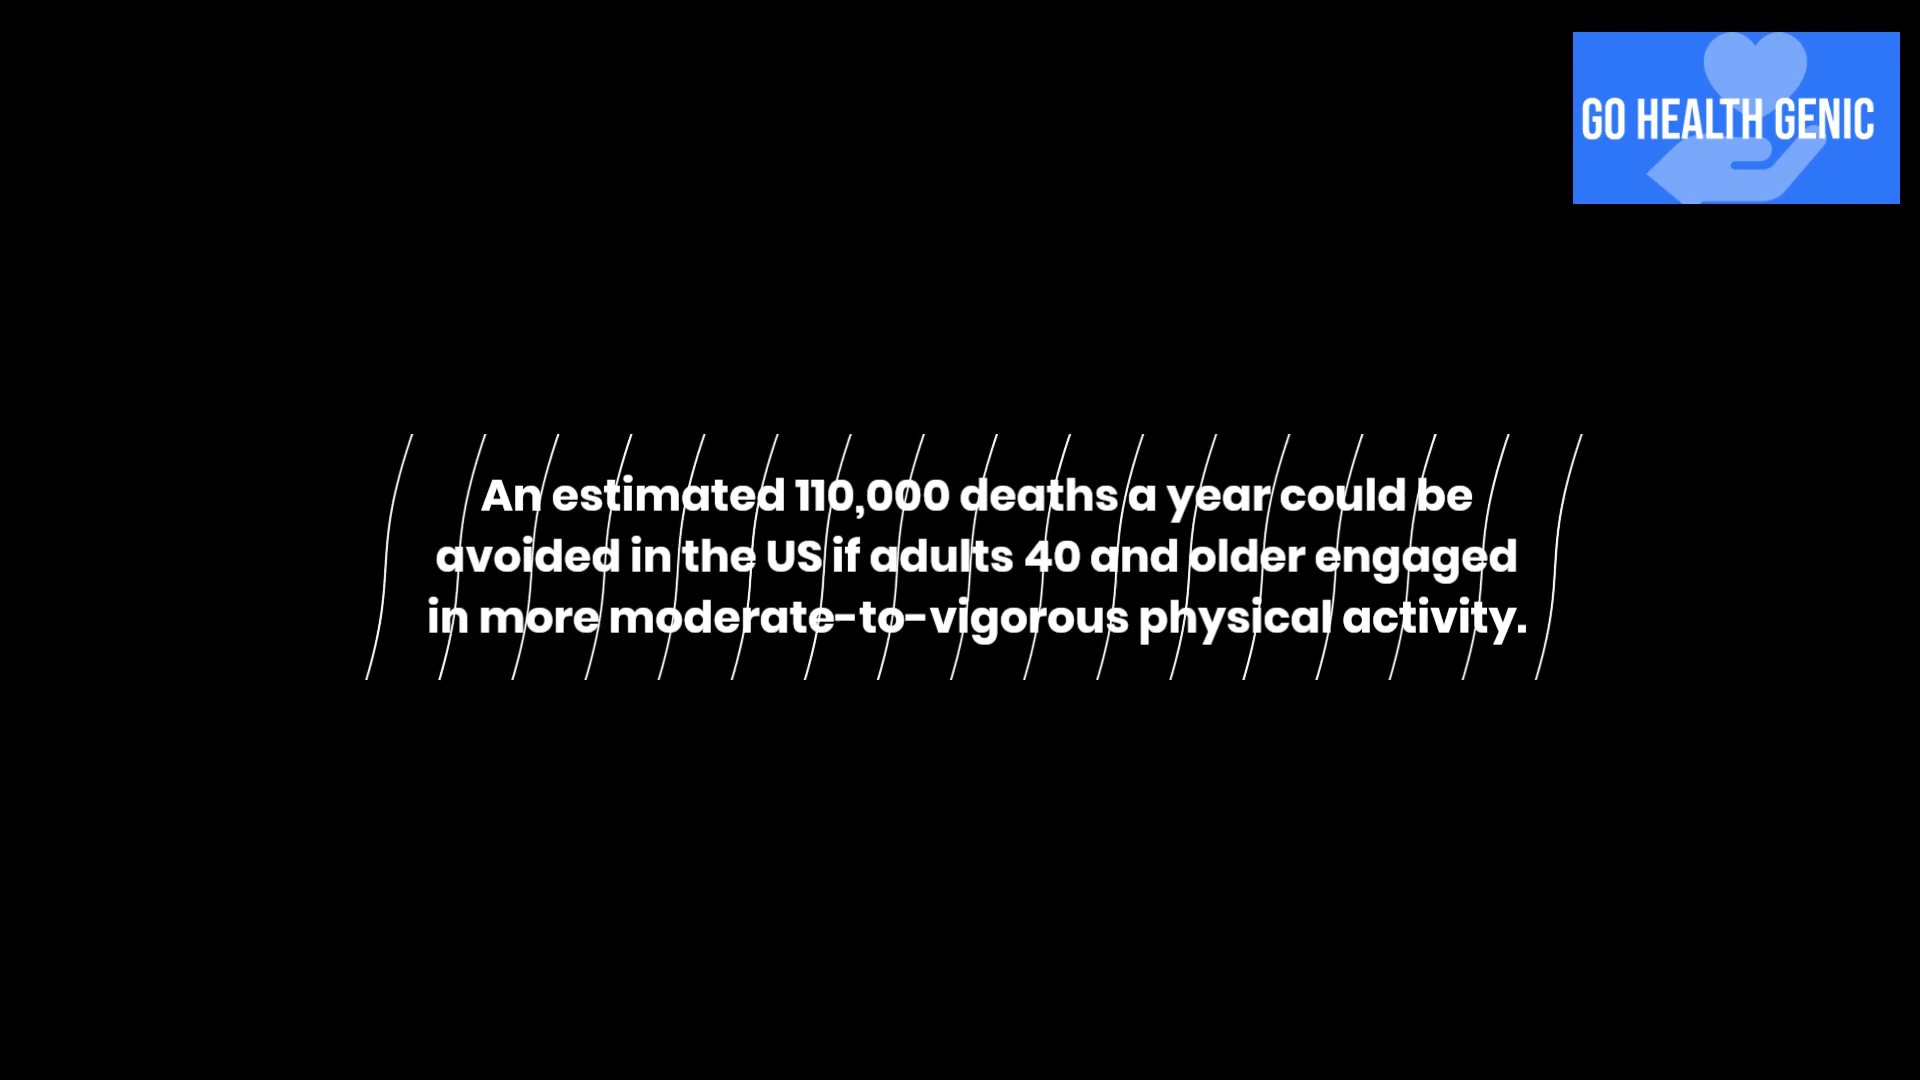 GO HEALTH GENIC
An estimated 110,000 deaths a year could be
avoided in the US if adults 40 and older engaged
in more moderate-to-vigorous physical activity.